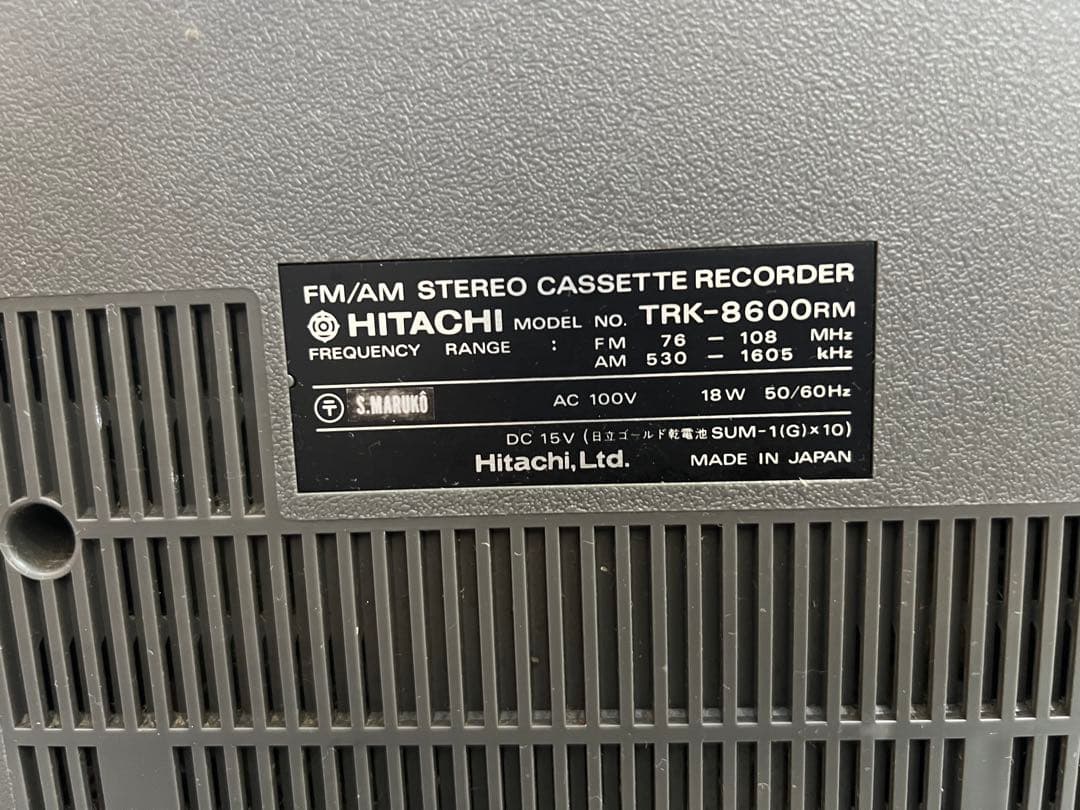 FM/AM STEREO CASSETTE RECORDER
HITACHI MODEL NO. TRK-8600RM
FREQUENCY RANGE : FM 76 – 108 MHz
AM 530 – 1605 kHz
〒 S.MARUKÔ AC 100V 18W 50/60Hz
DC 15V (日立ゴールド乾電池 SUM-1(G)×10)
Hitachi,Ltd. MADE IN JAPAN